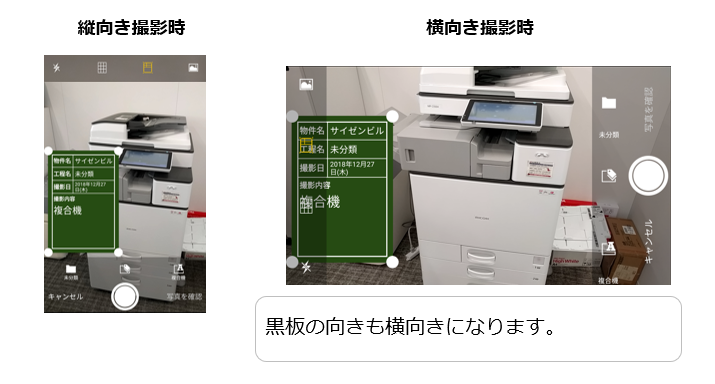 縦向き撮影時
横向き撮影時
物件名 サイゼンビル
工程名 未分類
撮影日 2018年12月27日(木)
撮影内容
複合機
未分類
複合機
キャンセル
写真を確認
物件名 サイゼンビル
工程名 未分類
撮影日 2018年12月27
日(木)
撮影内容
複合機
未分類
複合機
写真を確認
キャンセル
RICOH
黒板の向きも横向きになります。